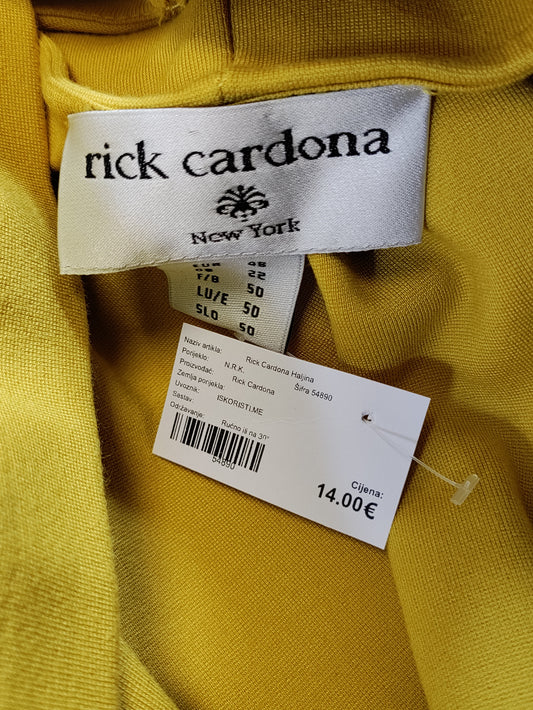 rick cardona
New York
22
F/B 50
LU/E 50
SLO 50
Naziv artikla: Rick Cardona Haljina
Porijeklo: N.R.K. Šifra 54890
Proizvođač: Rick Cardona
Zemlja porijekla:
Uvoznik: ISKORISTI.ME
Sastav:
Održavanje: Ručno ili na 30°
54890
Cijena:
14.00€